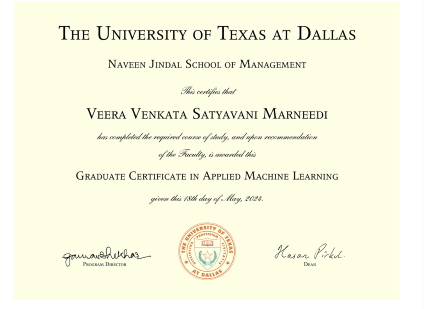 THE UNIVERSITY OF TEXAS AT DALLAS
NAVEEN JINDAL SCHOOL OF MANAGEMENT
This certifies that
VEERA VENKATA SATYAVANI MARNEEDI
has completed the required course of study, and upon recommendation
of the Faculty, is awarded this
GRADUATE CERTIFICATE IN APPLIED MACHINE LEARNING
given this 18th day of May, 2024.
THE UNIVERSITY OF TEXAS
AT DALLAS
PROGRAM DIRECTOR
Hasan Pirkul
DEAN